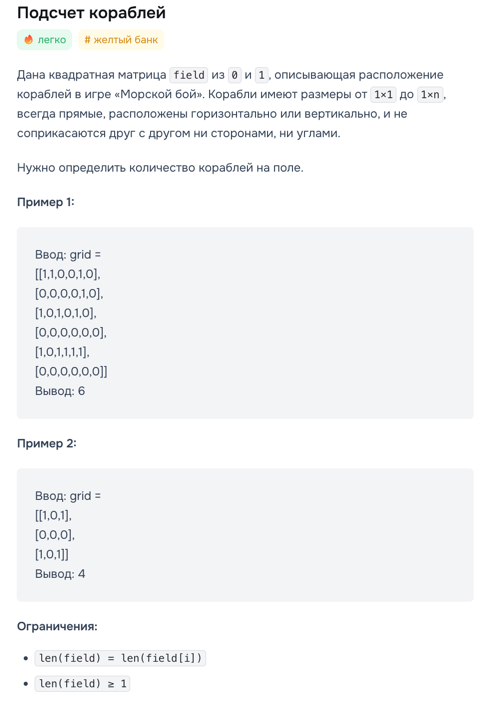 Подсчет кораблей
🔥 легко # желтый банк
Дана квадратная матрица field из 0 и 1, описывающая расположение
кораблей в игре «Морской бой». Корабли имеют размеры от 1×1 до 1×n,
всегда прямые, расположены горизонтально или вертикально, и не
соприкасаются друг с другом ни сторонами, ни углами.
Нужно определить количество кораблей на поле.
Пример 1:
Ввод: grid =
[[1,1,0,0,1,0],
[0,0,0,0,1,0],
[1,0,1,0,1,0],
[0,0,0,0,0,0],
[1,0,1,1,1,1],
[0,0,0,0,0,0]]
Вывод: 6
Пример 2:
Ввод: grid =
[[1,0,1],
[0,0,0],
[1,0,1]]
Вывод: 4
Ограничения:
• len(field) = len(field[i])
• len(field) ≥ 1